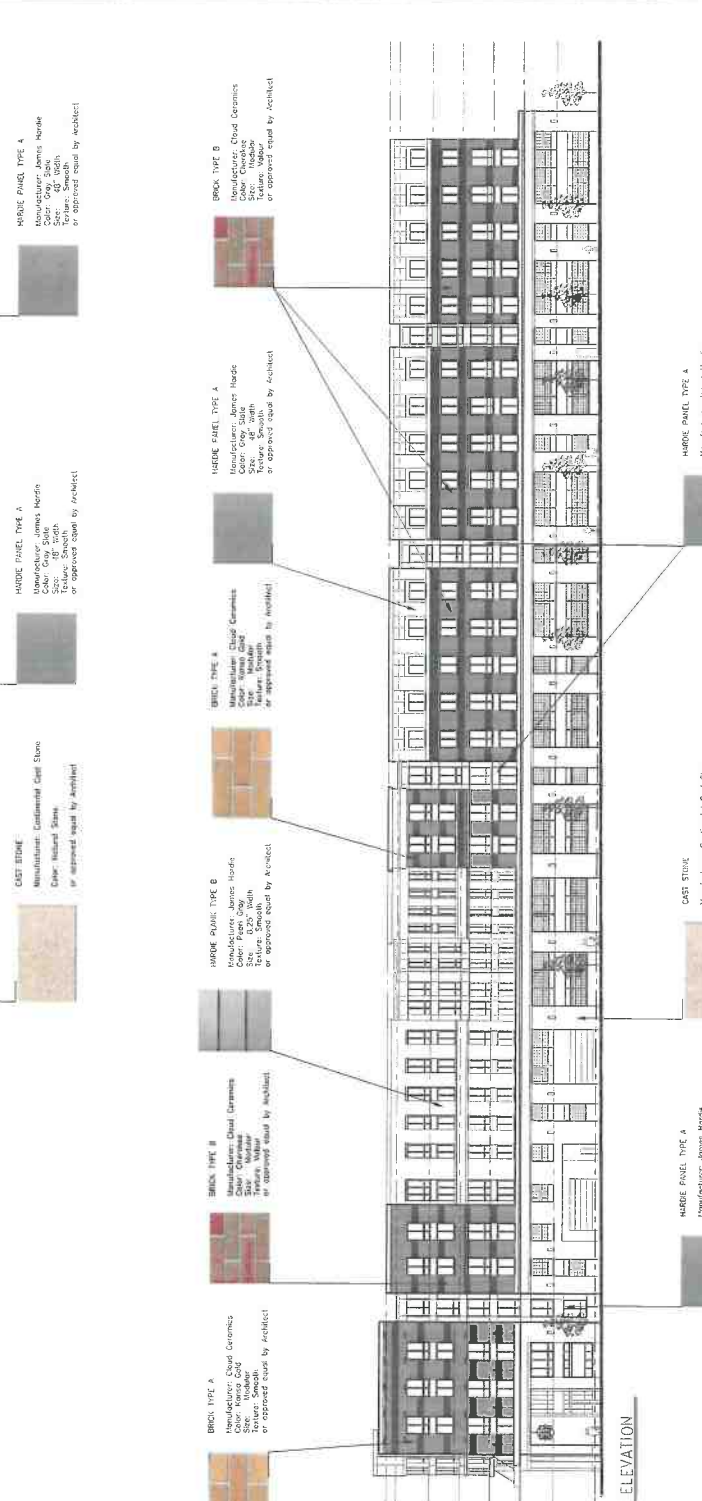 CAST STONE
Manufacturer: Continental Cast Stone
Color: Natural Stone
or approved equal by Architect
HARDIE PANEL TYPE A
Manufacturer: James Hardie
Color: Gray Slate
Size: 48" Width
Texture: Smooth
or approved equal by Architect
HARDIE PANEL TYPE A
Manufacturer: James Hardie
Color: Gray Slate
Size: 48" Width
Texture: Smooth
or approved equal by Architect
BRICK TYPE A
Manufacturer: Cloud Ceramics
Color: Kansa Gold
Size: Modular
Texture: Smooth
or approved equal by Architect
BRICK TYPE B
Manufacturer: Cloud Ceramics
Color: Cherokee
Size: Modular
Texture: Velour
or approved equal by Architect
HARDIE PLANK TYPE B
Manufacturer: James Hardie
Color: Pearl Gray
Size: 8.25" Width
Texture: Smooth
or approved equal by Architect
BRICK TYPE A
Manufacturer: Cloud Ceramics
Color: Kansa Gold
Size: Modular
Texture: Smooth
or approved equal by Architect
HARDIE PANEL TYPE A
Manufacturer: James Hardie
Color: Gray Slate
Size: 48" Width
Texture: Smooth
or approved equal by Architect
BRICK TYPE B
Manufacturer: Cloud Ceramics
Color: Cherokee
Size: Modular
Texture: Velour
or approved equal by Architect
ELEVATION
HARDIE PANEL TYPE A
Manufacturer: James Hardie
CAST STONE
HARDIE PANEL TYPE A